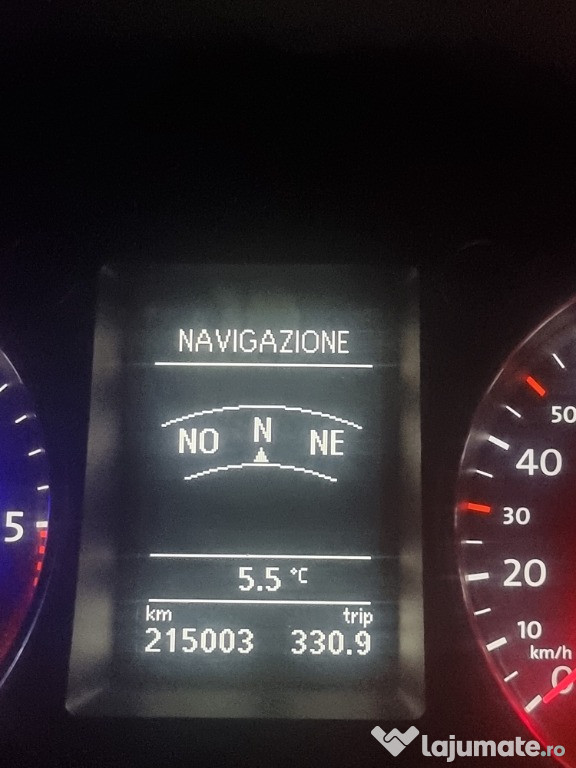 NAVIGAZIONE
NO N NE
5.5 °C
km trip
215003 330.9
5
50
40
30
20
10
km/h
0
lajumate.ro